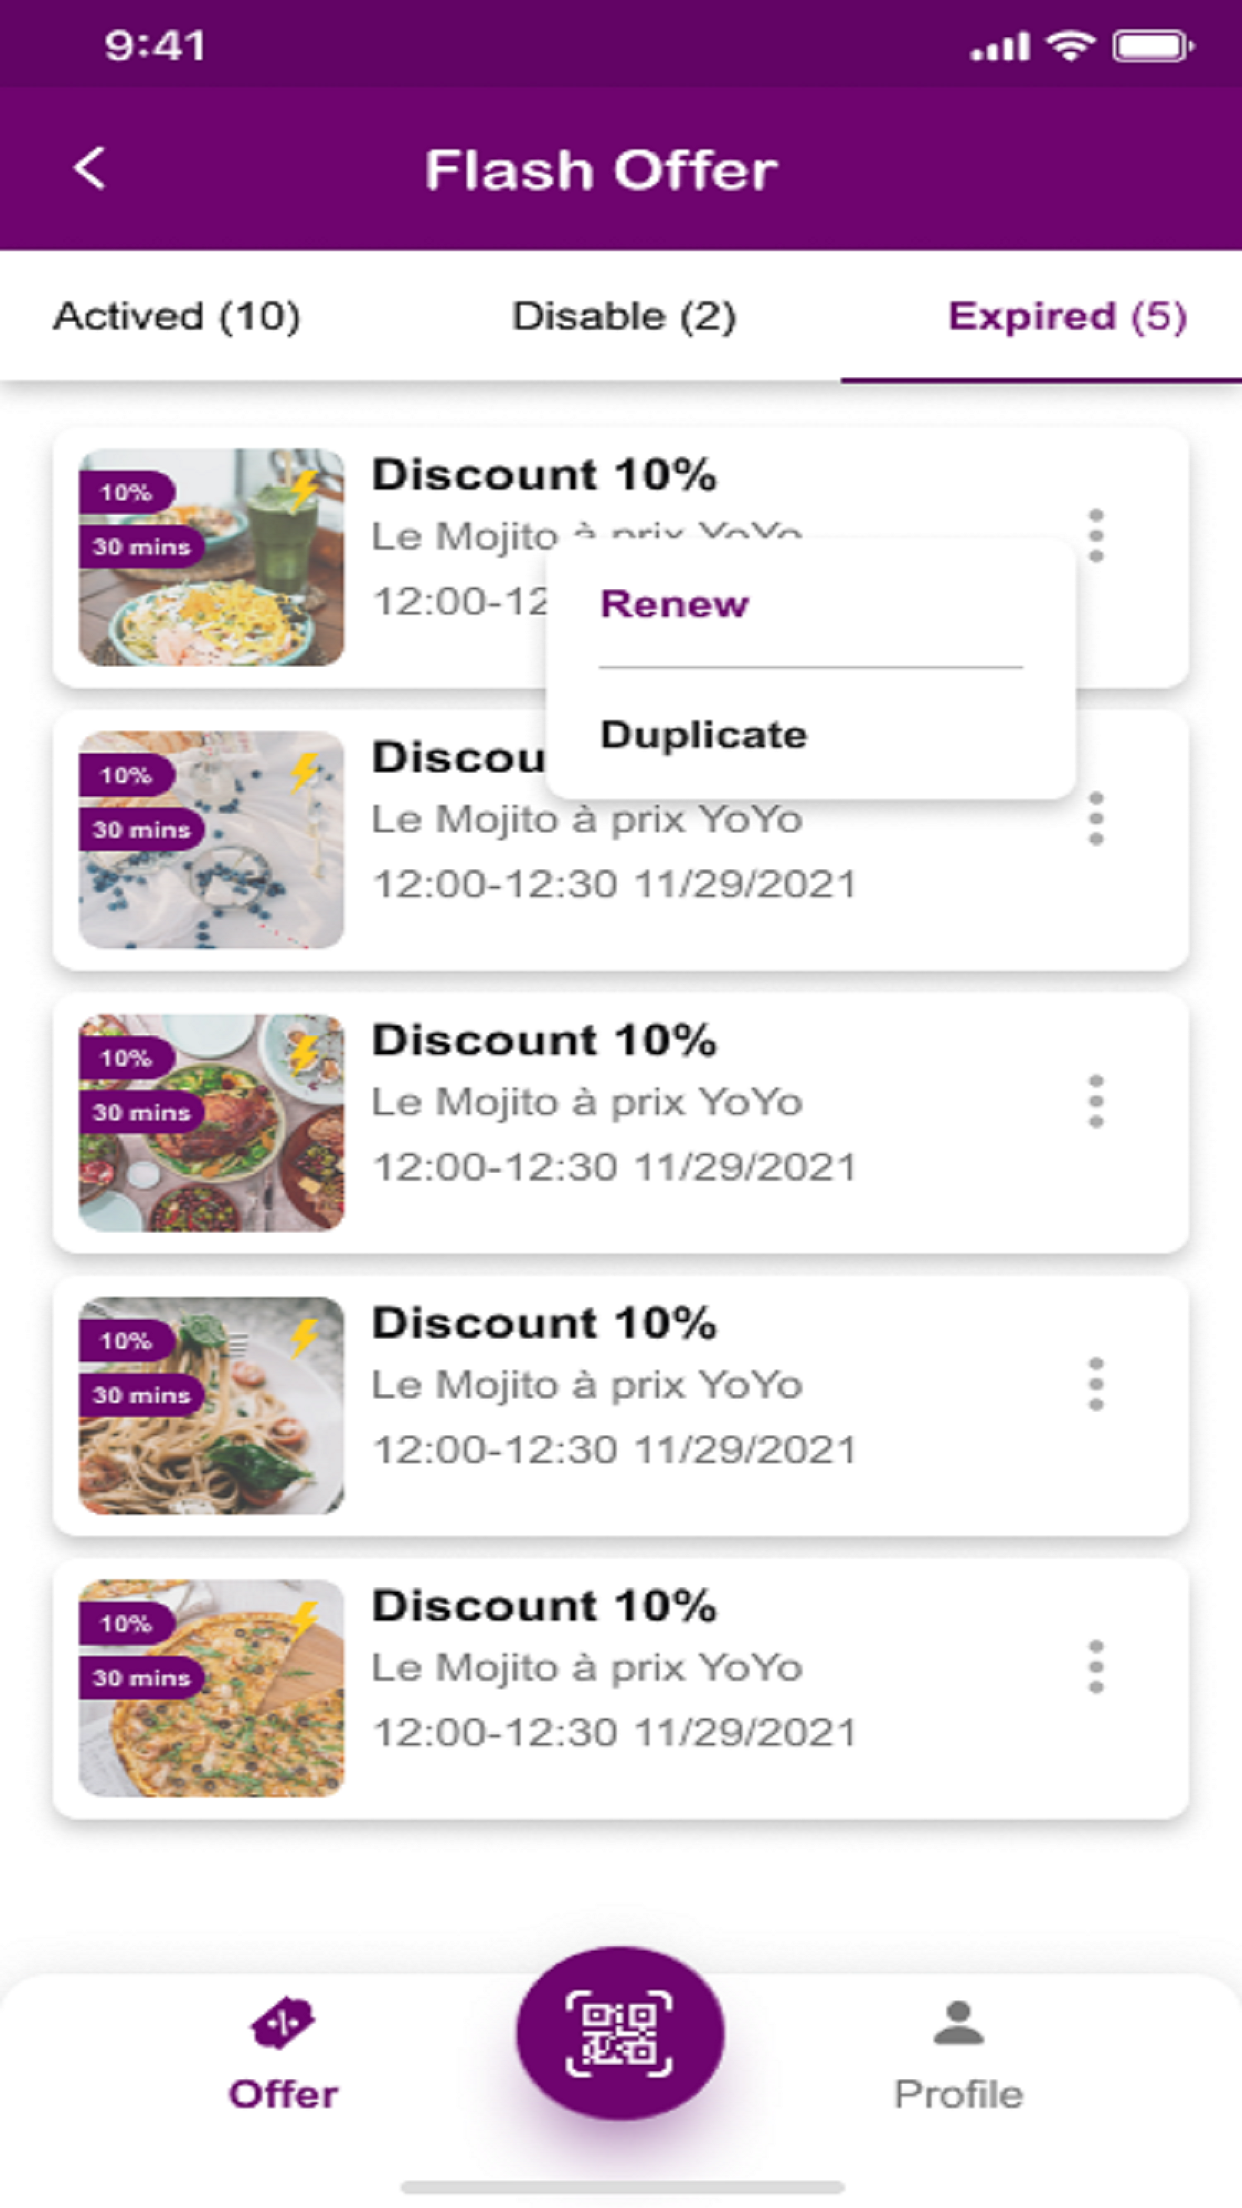 9:41
Flash Offer
Actived (10) Disable (2) Expired (5)
10%
30 mins
Discount 10%
Le Mojito à prix YoYo
12:00-12
Renew
Duplicate
10%
30 mins
Discou
Le Mojito à prix YoYo
12:00-12:30 11/29/2021
10%
30 mins
Discount 10%
Le Mojito à prix YoYo
12:00-12:30 11/29/2021
10%
30 mins
Discount 10%
Le Mojito à prix YoYo
12:00-12:30 11/29/2021
10%
30 mins
Discount 10%
Le Mojito à prix YoYo
12:00-12:30 11/29/2021
Offer
Profile